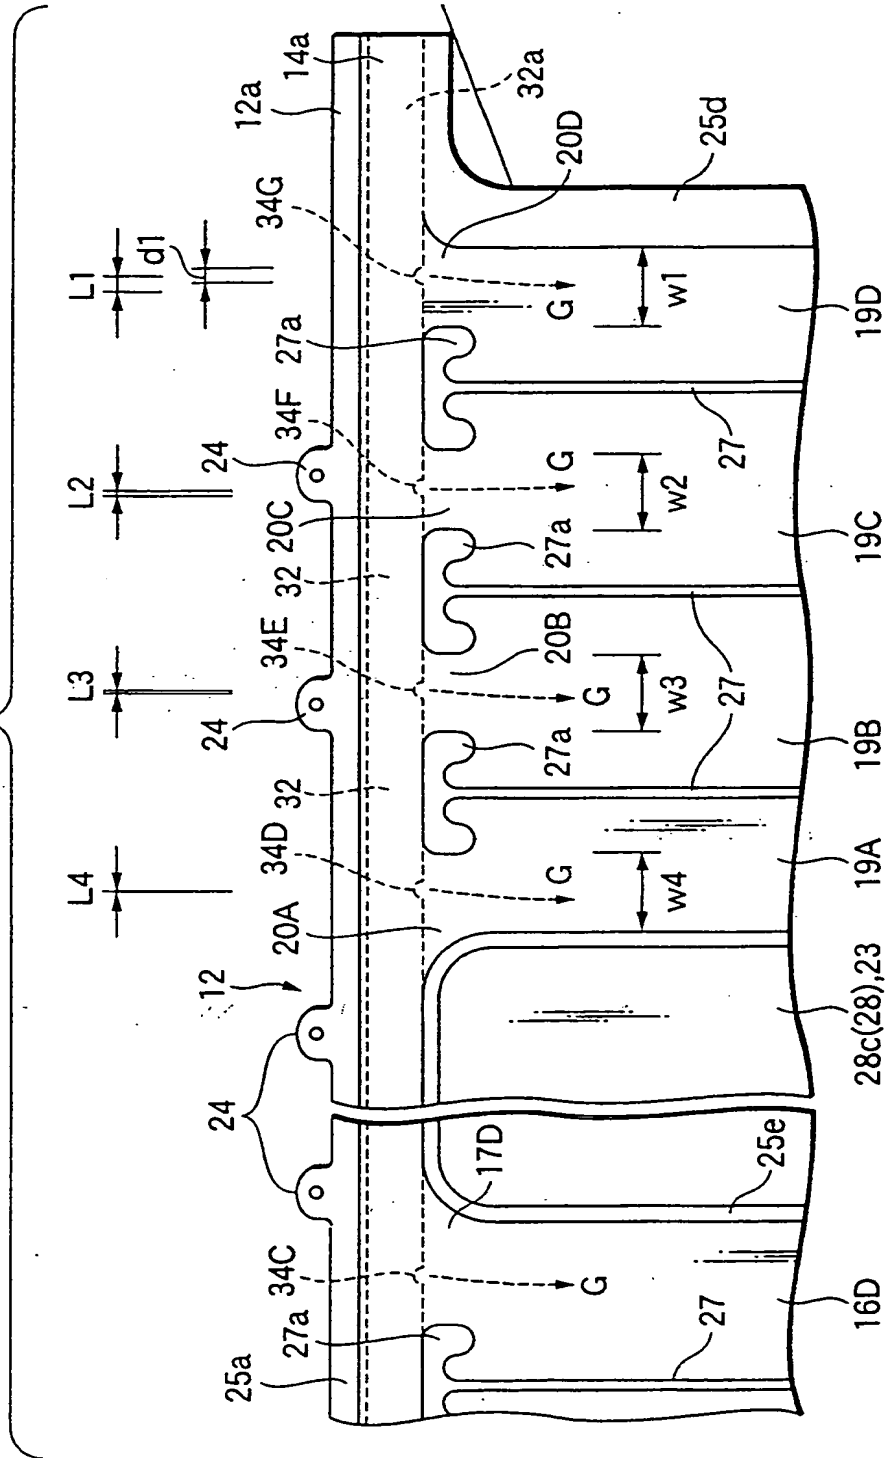 L4
L3
L2
L1
d1
24
12
24
24
12a
14a
25a
27a
34C
17D
20A
34D
32
34E
32
20C
34F
27a
34G
20D
32a
G
G
27a
G
20B
27a
G
G
25d
w4
w3
w2
w1
27
25e
27
27
16D
28c(28),23
19A
19B
19C
19D